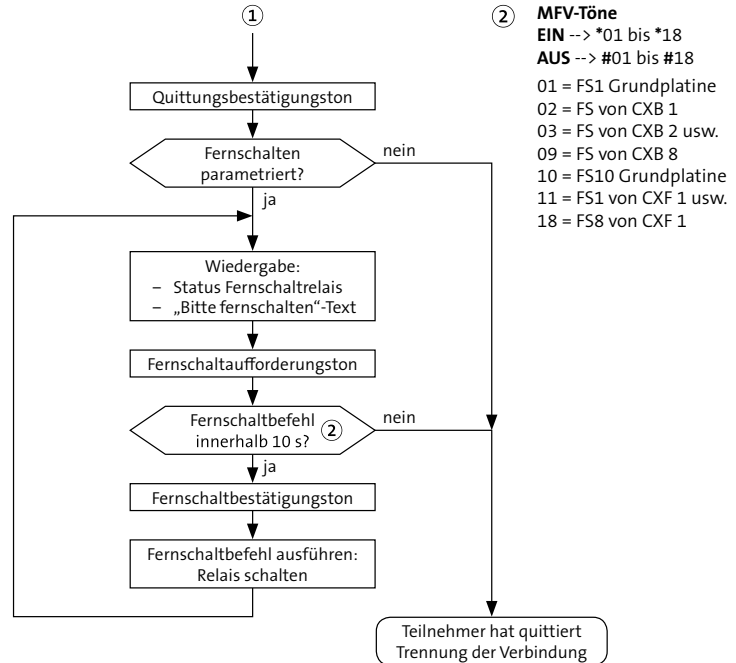 1
Quittungsbestätigungston
Fernschalten
parametriert?
nein
ja
Wiedergabe:
– Status Fernschaltrelais
– „Bitte fernschalten“-Text
Fernschaltaufforderungston
Fernschaltbefehl
innerhalb 10 s? 2
nein
ja
Fernschaltbestätigungston
Fernschaltbefehl ausführen:
Relais schalten
Teilnehmer hat quittiert
Trennung der Verbindung
2 MFV-Töne
EIN --> *01 bis *18
AUS --> #01 bis #18
01 = FS1 Grundplatine
02 = FS von CXB 1
03 = FS von CXB 2 usw.
09 = FS von CXB 8
10 = FS10 Grundplatine
11 = FS1 von CXF 1 usw.
18 = FS8 von CXF 1